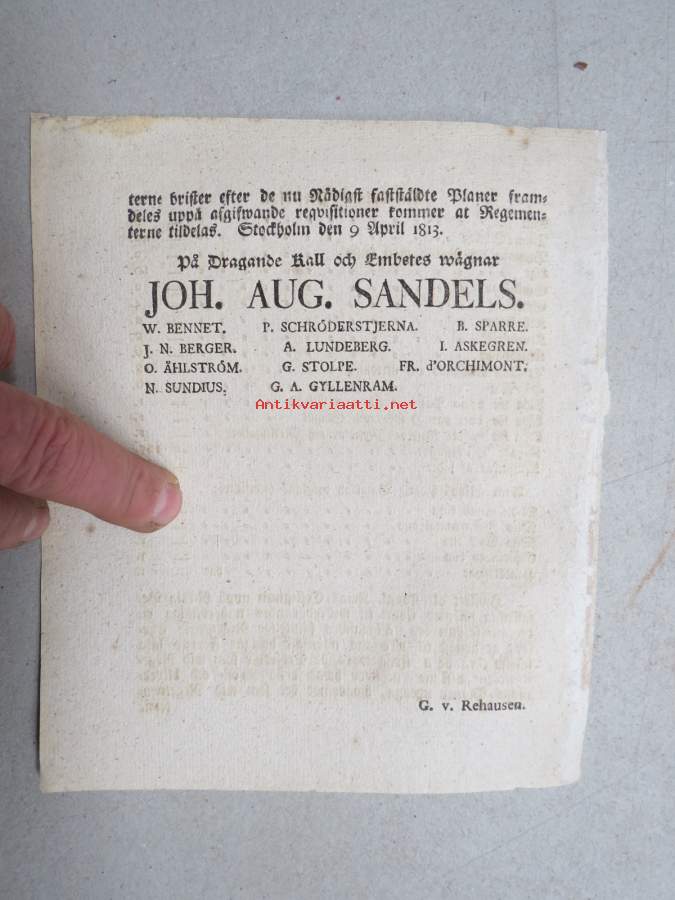 terne brister efter de nu Nådigst faststäldte Planer fram-
deles uppå afgifwande reqvisitioner kommer at Regemen-
terne tildelas. Stockholm den 9 April 1813.
På Dragande Kall och Embetes wägnar
JOH. AUG. SANDELS.
W. BENNET. P. SCHRÖDERSTJERNA. B. SPARRE.
J. N. BERGER. A. LUNDEBERG. I. ASKEGREN.
O. ÅHLSTRÖM. G. STOLPE. FR. d'ORCHIMONT.
N. SUNDIUS. G. A. GYLLENRAM.
Antikvariaatti.net
G. v. Rehausen.